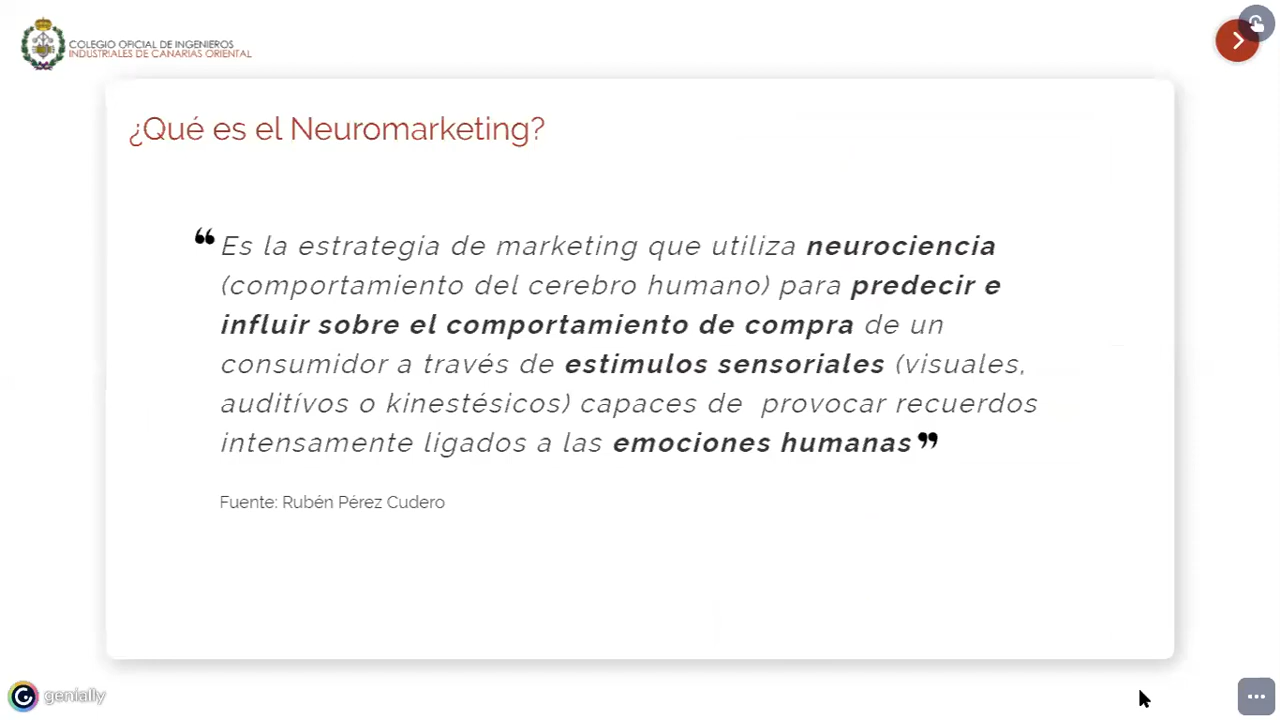 COLEGIO OFICIAL DE INGENIEROS
INDUSTRIALES DE CANARIAS ORIENTAL
¿Qué es el Neuromarketing?
❝Es la estrategia de marketing que utiliza neurociencia
(comportamiento del cerebro humano) para predecir e
influir sobre el comportamiento de compra de un
consumidor a través de estimulos sensoriales (visuales,
auditívos o kinestésicos) capaces de provocar recuerdos
intensamente ligados a las emociones humanas❞
Fuente: Rubén Pérez Cudero
genially